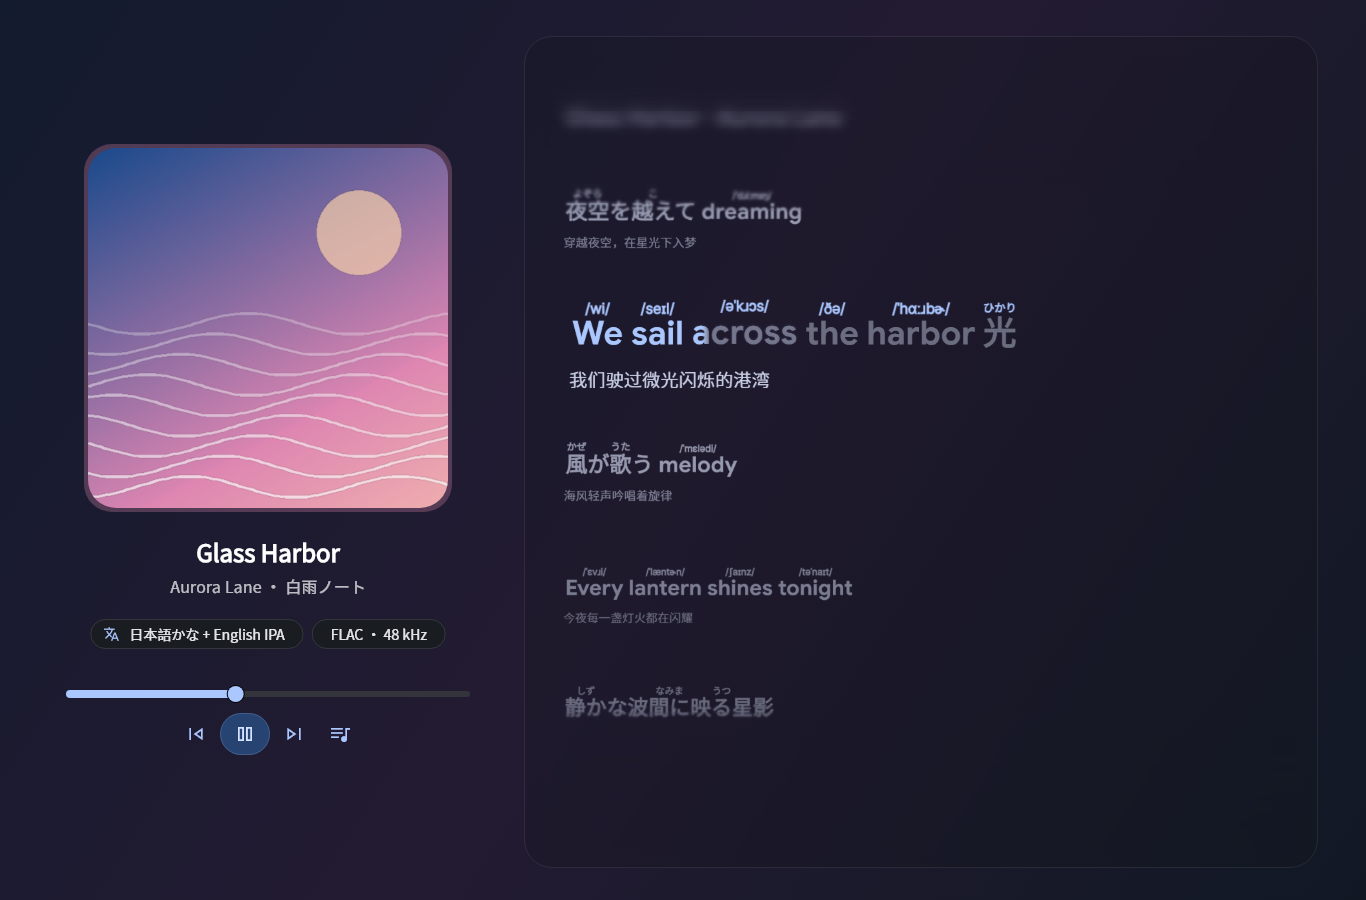 Glass Harbor
Aurora Lane • 白雨ノート
日本語かな + English IPA
FLAC • 48 kHz
Glass Harbor - Aurora Lane
よぞら こ
夜空を越えて dreaming
穿越夜空，在星光下入梦
/wi/ /seɪl/ /əˈkɹɔs/ /ðə/ /ˈhɑːɹbɚ/ ひかり
We sail across the harbor 光
我们驶过微光闪烁的港湾
かぜ うた /ˈmɛlədi/
風が歌う melody
海风轻声吟唱着旋律
/ˈɛvɹi/ /ˈlæntɚn/ /ʃaɪnz/ /təˈnaɪt/
Every lantern shines tonight
今夜每一盏灯火都在闪耀
しず なみま うつ
静かな波間に映る星影